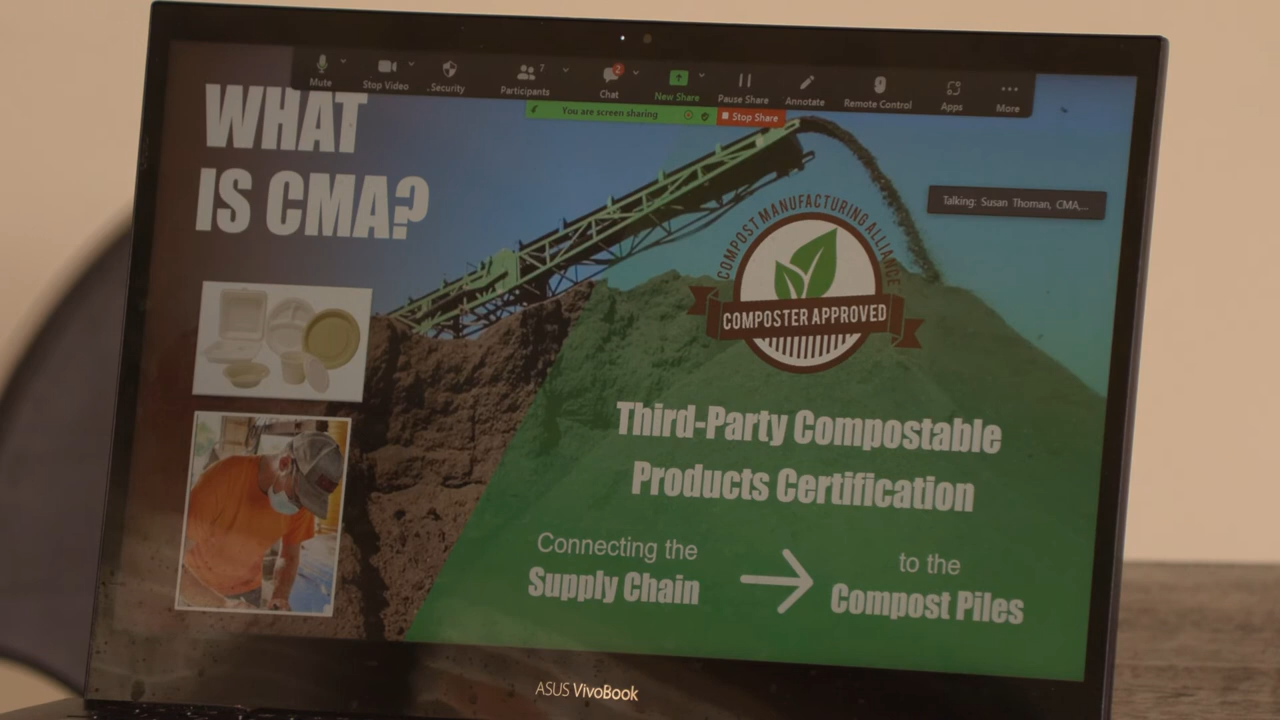 Mute
Stop Video
Security
7
Participants
2
Chat
New Share
Pause Share
Annotate
Remote Control
Apps
More
You are screen sharing
Stop Share
Talking: Susan Thoman, CMA,...
WHAT
IS CMA?
COMPOST MANUFACTURING ALLIANCE
COMPOSTER APPROVED
Third-Party Compostable
Products Certification
Connecting the
Supply Chain
to the
Compost Piles
ASUS VivoBook